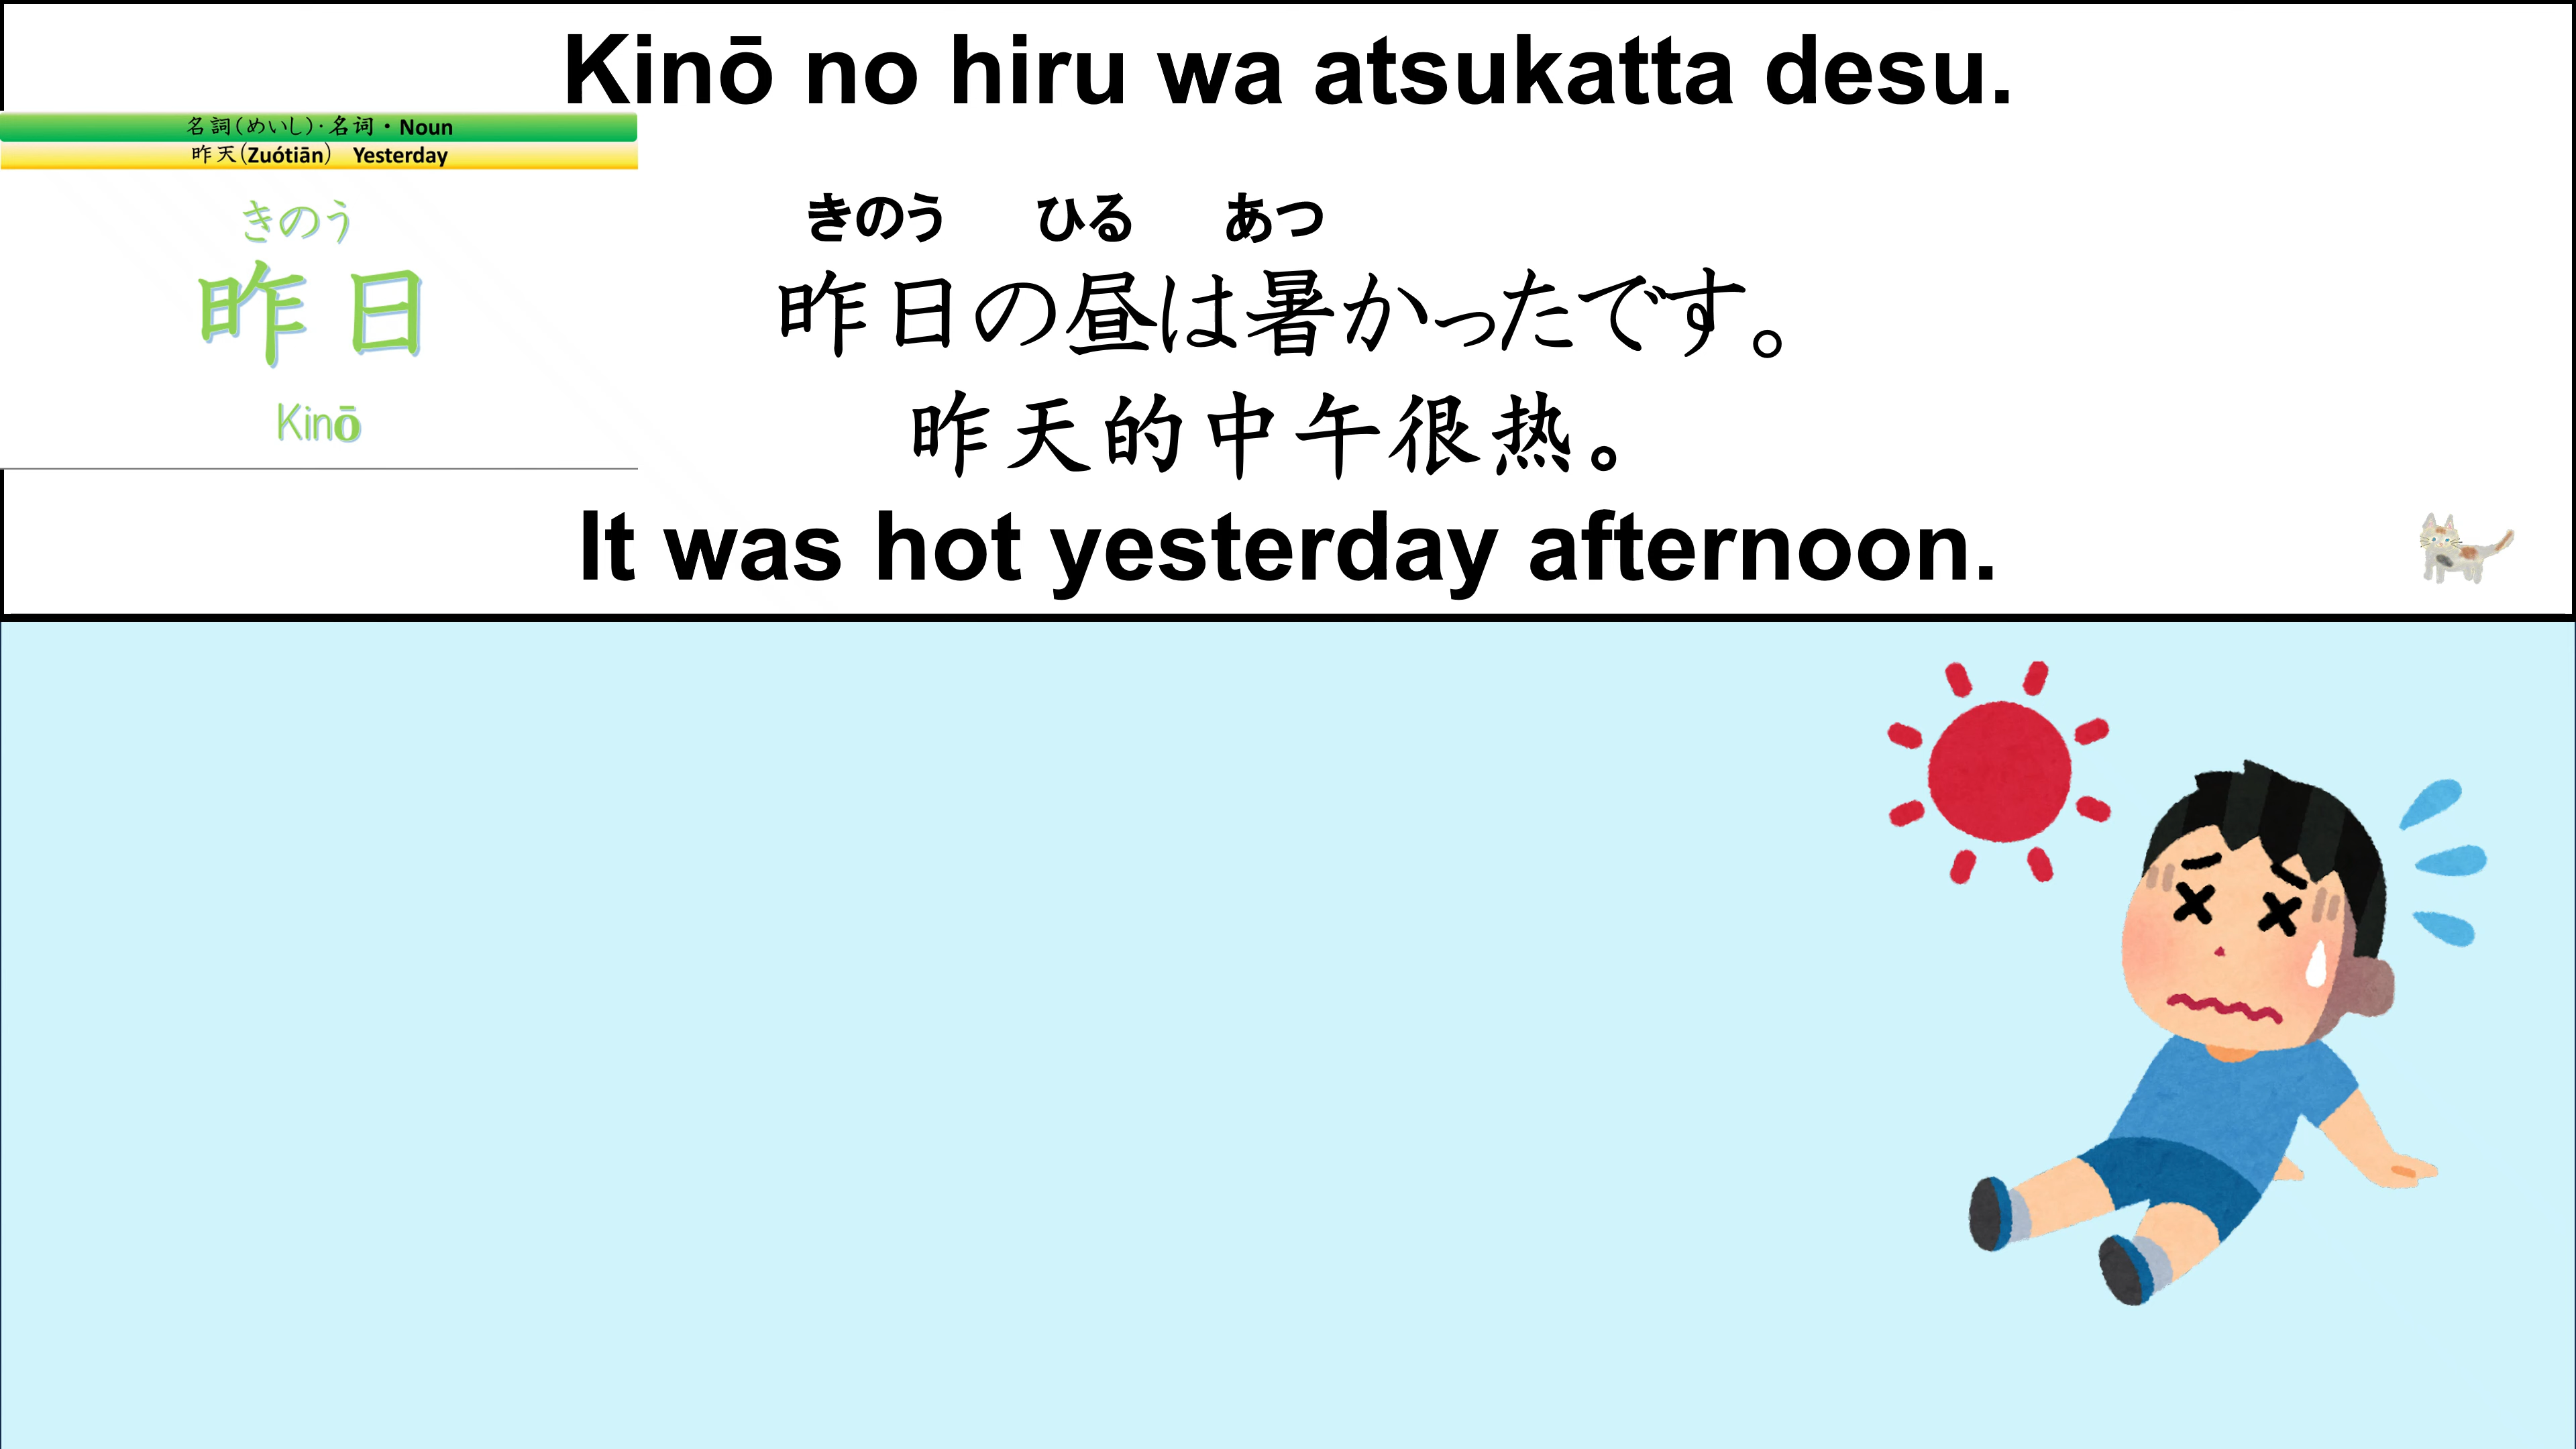 Kinō no hiru wa atsukatta desu.
名詞(めいし)·名词・Noun
昨天(Zuótiān) Yesterday
きのう
昨日
Kinō
きのう ひる あつ
昨日の昼は暑かったです。
昨天的中午很热。
It was hot yesterday afternoon.